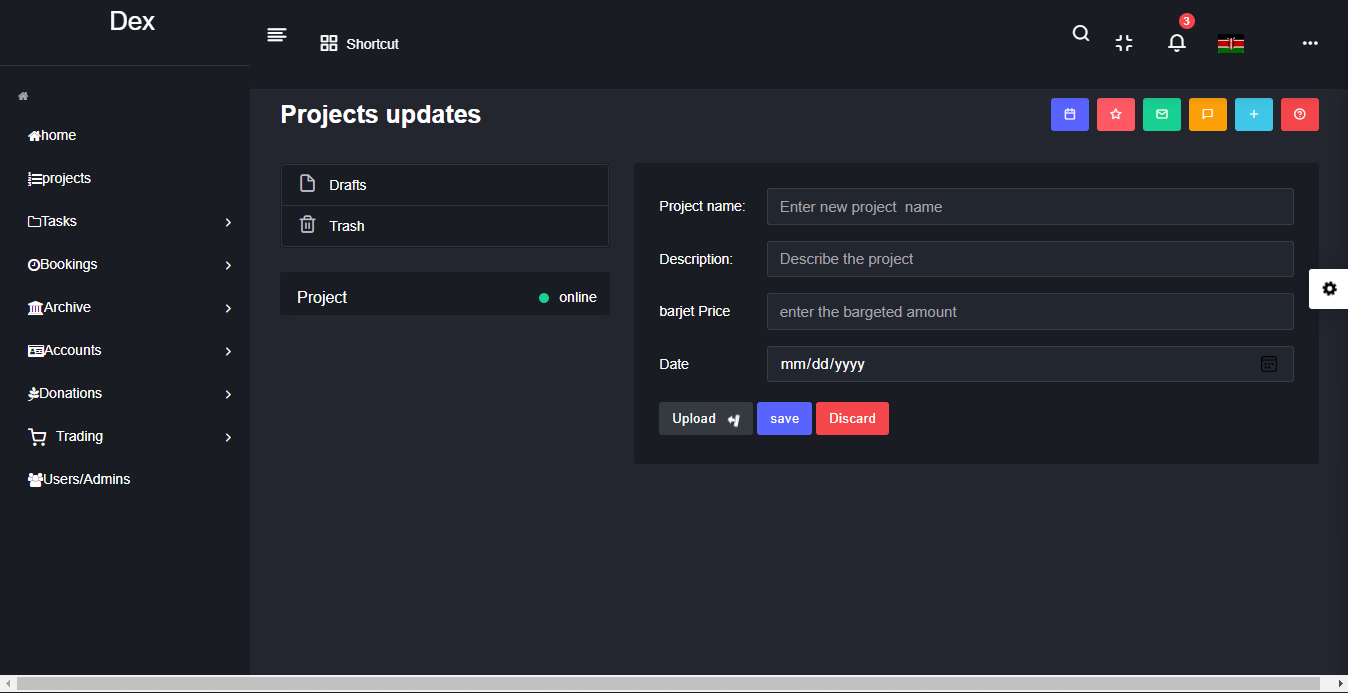 Dex
Shortcut
3
home
projects
Tasks
Bookings
Archive
Accounts
Donations
Trading
Users/Admins
Projects updates
Drafts
Trash
Project
online
Project name:
Enter new project  name
Description:
Describe the project
barjet Price
enter the bargeted amount
Date
mm/dd/yyyy
Upload
save
Discard